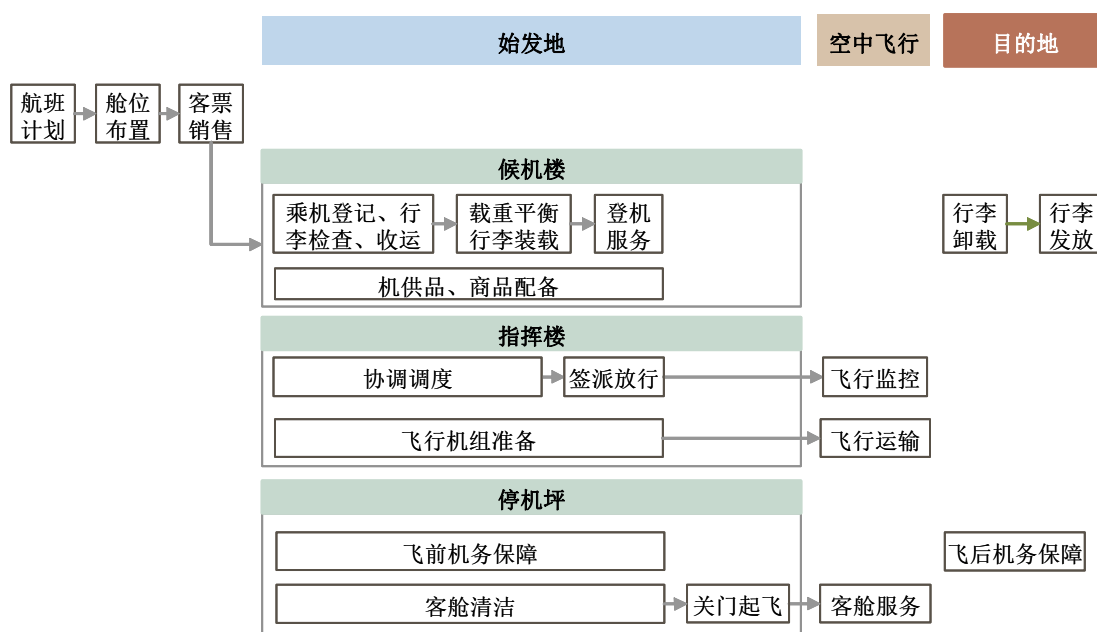 始发地
空中飞行
目的地
航班
计划
舱位
布置
客票
销售
候机楼
乘机登记、行
李检查、收运
载重平衡
行李装载
登机
服务
行李
卸载
行李
发放
机供品、商品配备
指挥楼
协调调度
签派放行
飞行监控
飞行机组准备
飞行运输
停机坪
飞前机务保障
飞后机务保障
客舱清洁
关门起飞
客舱服务